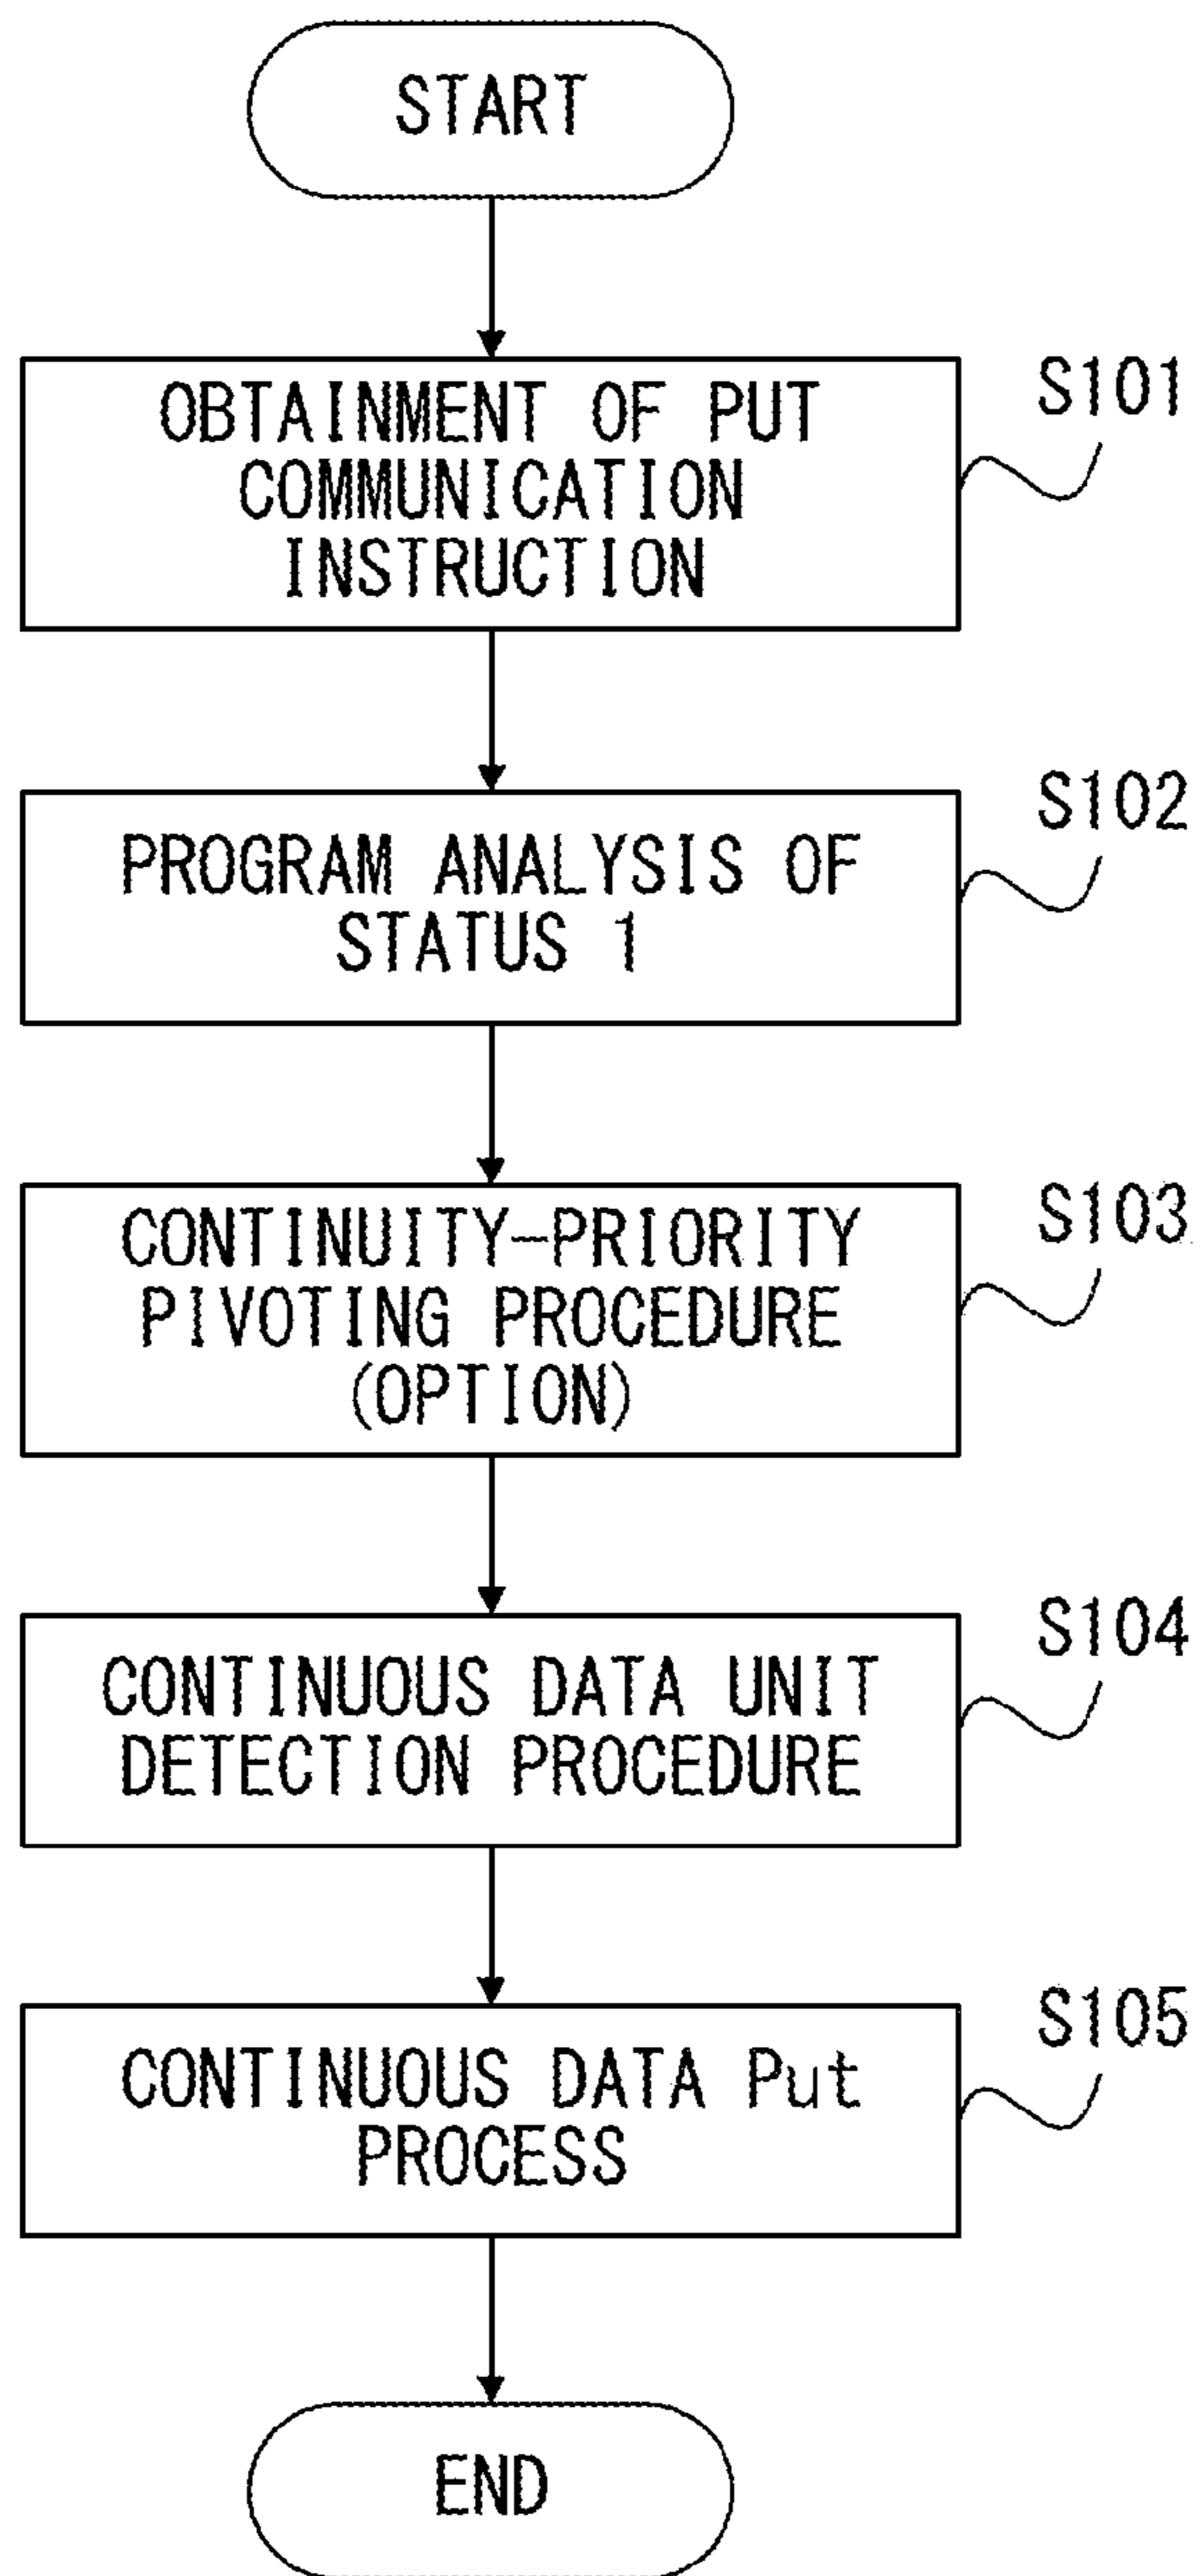 START
OBTAINMENT OF PUT
COMMUNICATION
INSTRUCTION
S101
PROGRAM ANALYSIS OF
STATUS 1
S102
CONTINUITY-PRIORITY
PIVOTING PROCEDURE
(OPTION)
S103
CONTINUOUS DATA UNIT
DETECTION PROCEDURE
S104
CONTINUOUS DATA Put
PROCESS
S105
END